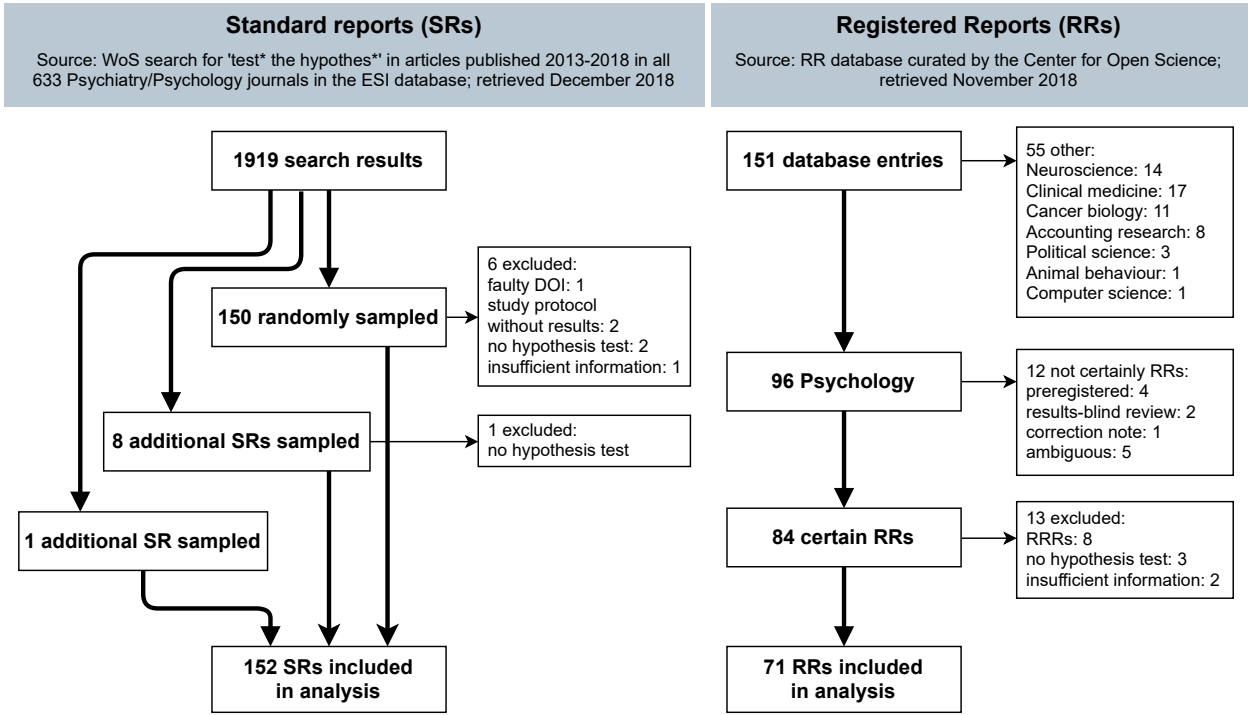 Standard reports (SRs)
Source: WoS search for 'test* the hypothes*' in articles published 2013-2018 in all
633 Psychiatry/Psychology journals in the ESI database; retrieved December 2018
1919 search results
150 randomly sampled
6 excluded:
faulty DOI: 1
study protocol
without results: 2
no hypothesis test: 2
insufficient information: 1
8 additional SRs sampled
1 excluded:
no hypothesis test
1 additional SR sampled
152 SRs included
in analysis
Registered Reports (RRs)
Source: RR database curated by the Center for Open Science;
retrieved November 2018
151 database entries
55 other:
Neuroscience: 14
Clinical medicine: 17
Cancer biology: 11
Accounting research: 8
Political science: 3
Animal behaviour: 1
Computer science: 1
96 Psychology
12 not certainly RRs:
preregistered: 4
results-blind review: 2
correction note: 1
ambiguous: 5
84 certain RRs
13 excluded:
RRRs: 8
no hypothesis test: 3
insufficient information: 2
71 RRs included
in analysis